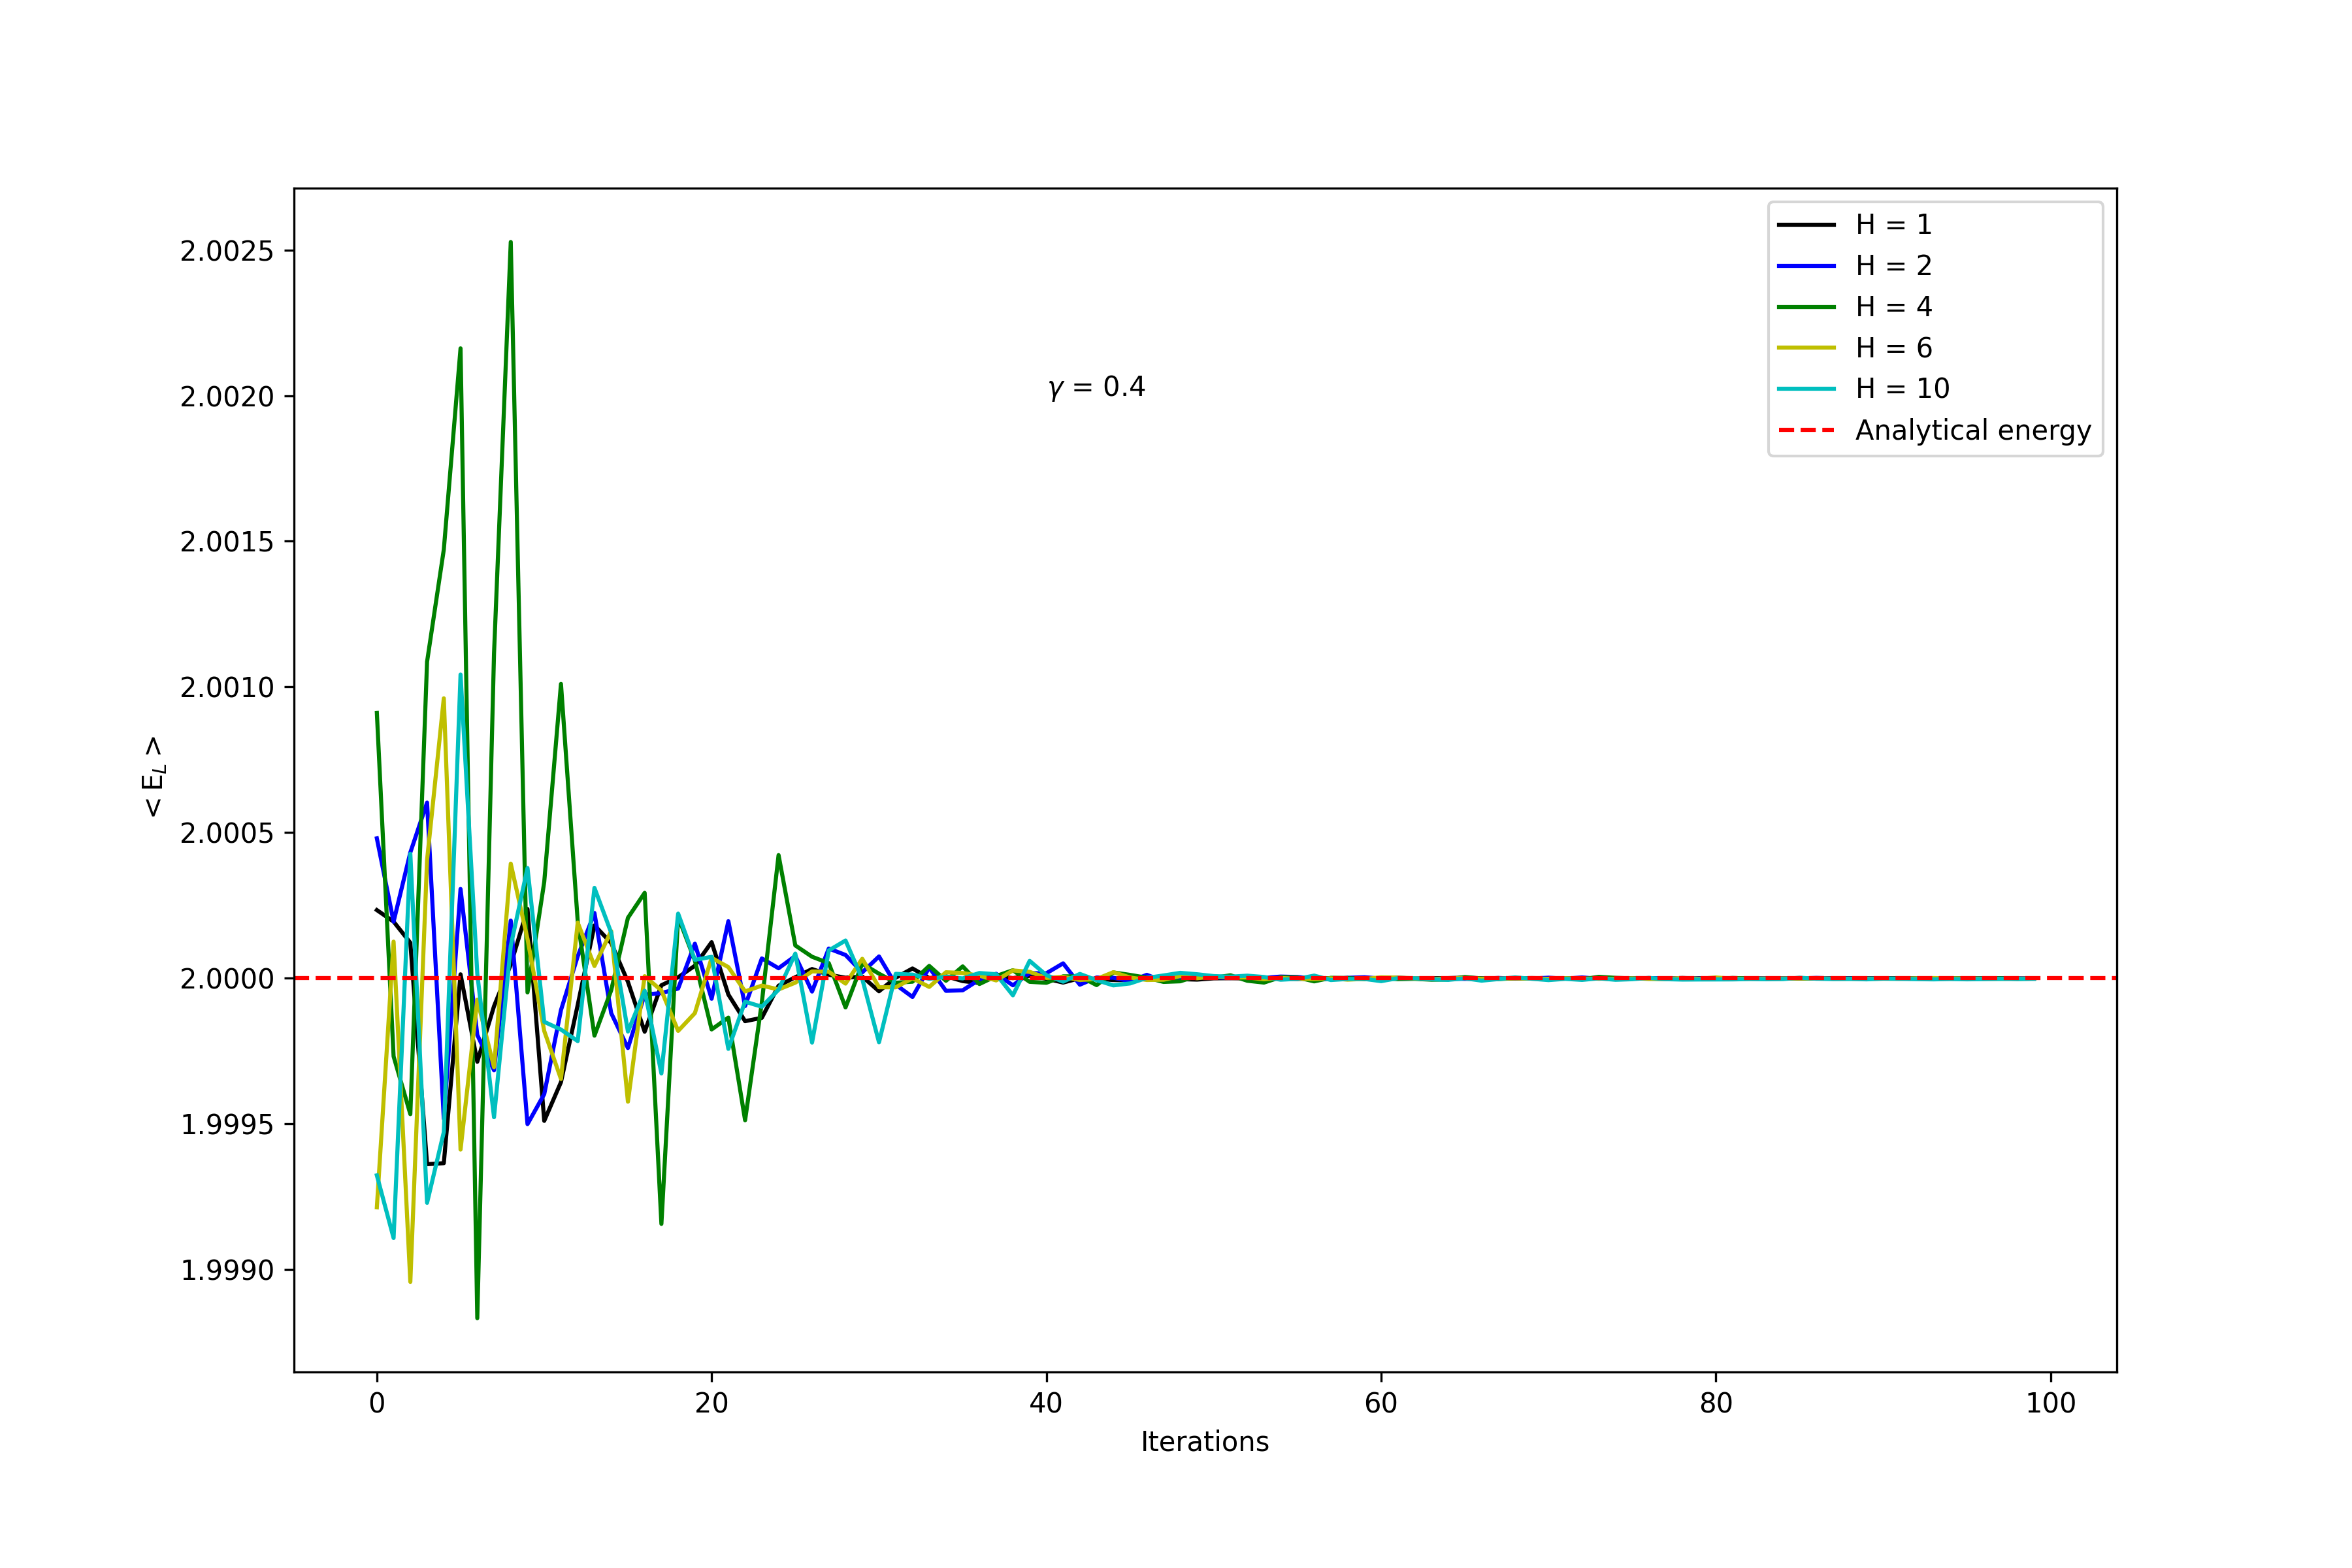 2.0025
2.0020
2.0015
2.0010
2.0005
2.0000
1.9995
1.9990
< E_L >
γ = 0.4
H = 1
H = 2
H = 4
H = 6
H = 10
Analytical energy
0 20 40 60 80 100
Iterations